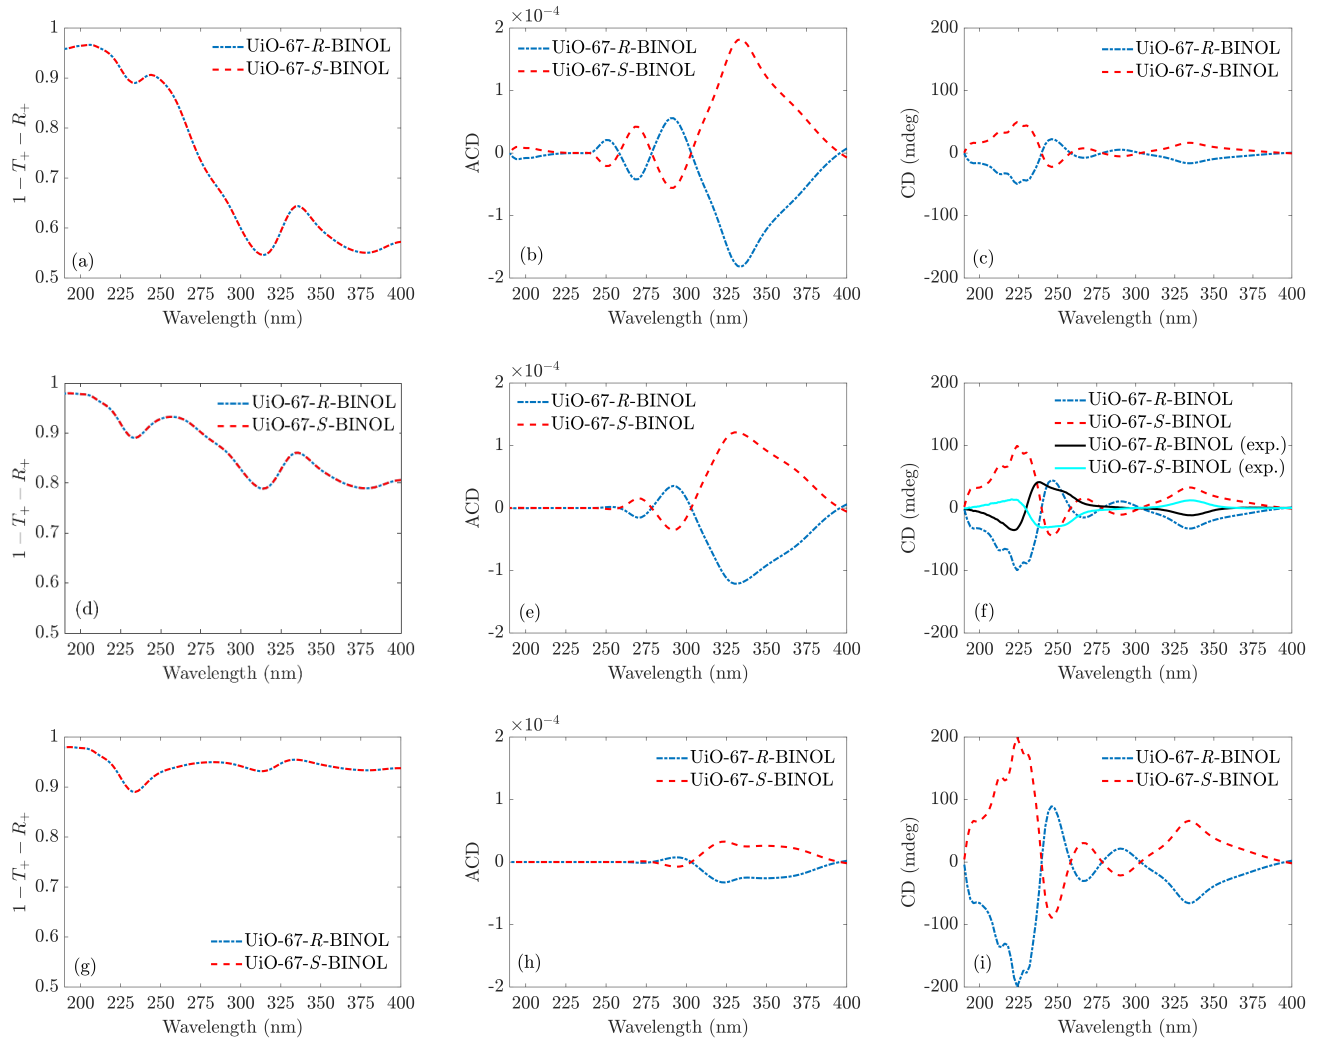 1
0.9
0.8
0.7
0.6
0.5
1 − T₊ − R₊
UiO-67-R-BINOL
UiO-67-S-BINOL
(a)
200 225 250 275 300 325 350 375 400
Wavelength (nm)
×10⁻⁴
2
1
0
-1
-2
ACD
UiO-67-R-BINOL
UiO-67-S-BINOL
(b)
200 225 250 275 300 325 350 375 400
Wavelength (nm)
200
100
0
-100
-200
CD (mdeg)
UiO-67-R-BINOL
UiO-67-S-BINOL
(c)
200 225 250 275 300 325 350 375 400
Wavelength (nm)
1
0.9
0.8
0.7
0.6
0.5
1 − T₊ − R₊
UiO-67-R-BINOL
UiO-67-S-BINOL
(d)
200 225 250 275 300 325 350 375 400
Wavelength (nm)
×10⁻⁴
2
1
0
-1
-2
ACD
UiO-67-R-BINOL
UiO-67-S-BINOL
(e)
200 225 250 275 300 325 350 375 400
Wavelength (nm)
200
100
0
-100
-200
CD (mdeg)
UiO-67-R-BINOL
UiO-67-S-BINOL
UiO-67-R-BINOL (exp.)
UiO-67-S-BINOL (exp.)
(f)
200 225 250 275 300 325 350 375 400
Wavelength (nm)
1
0.9
0.8
0.7
0.6
0.5
1 − T₊ − R₊
UiO-67-R-BINOL
UiO-67-S-BINOL
(g)
200 225 250 275 300 325 350 375 400
Wavelength (nm)
×10⁻⁴
2
1
0
-1
-2
ACD
UiO-67-R-BINOL
UiO-67-S-BINOL
(h)
200 225 250 275 300 325 350 375 400
Wavelength (nm)
200
100
0
-100
-200
CD (mdeg)
UiO-67-R-BINOL
UiO-67-S-BINOL
(i)
200 225 250 275 300 325 350 375 400
Wavelength (nm)